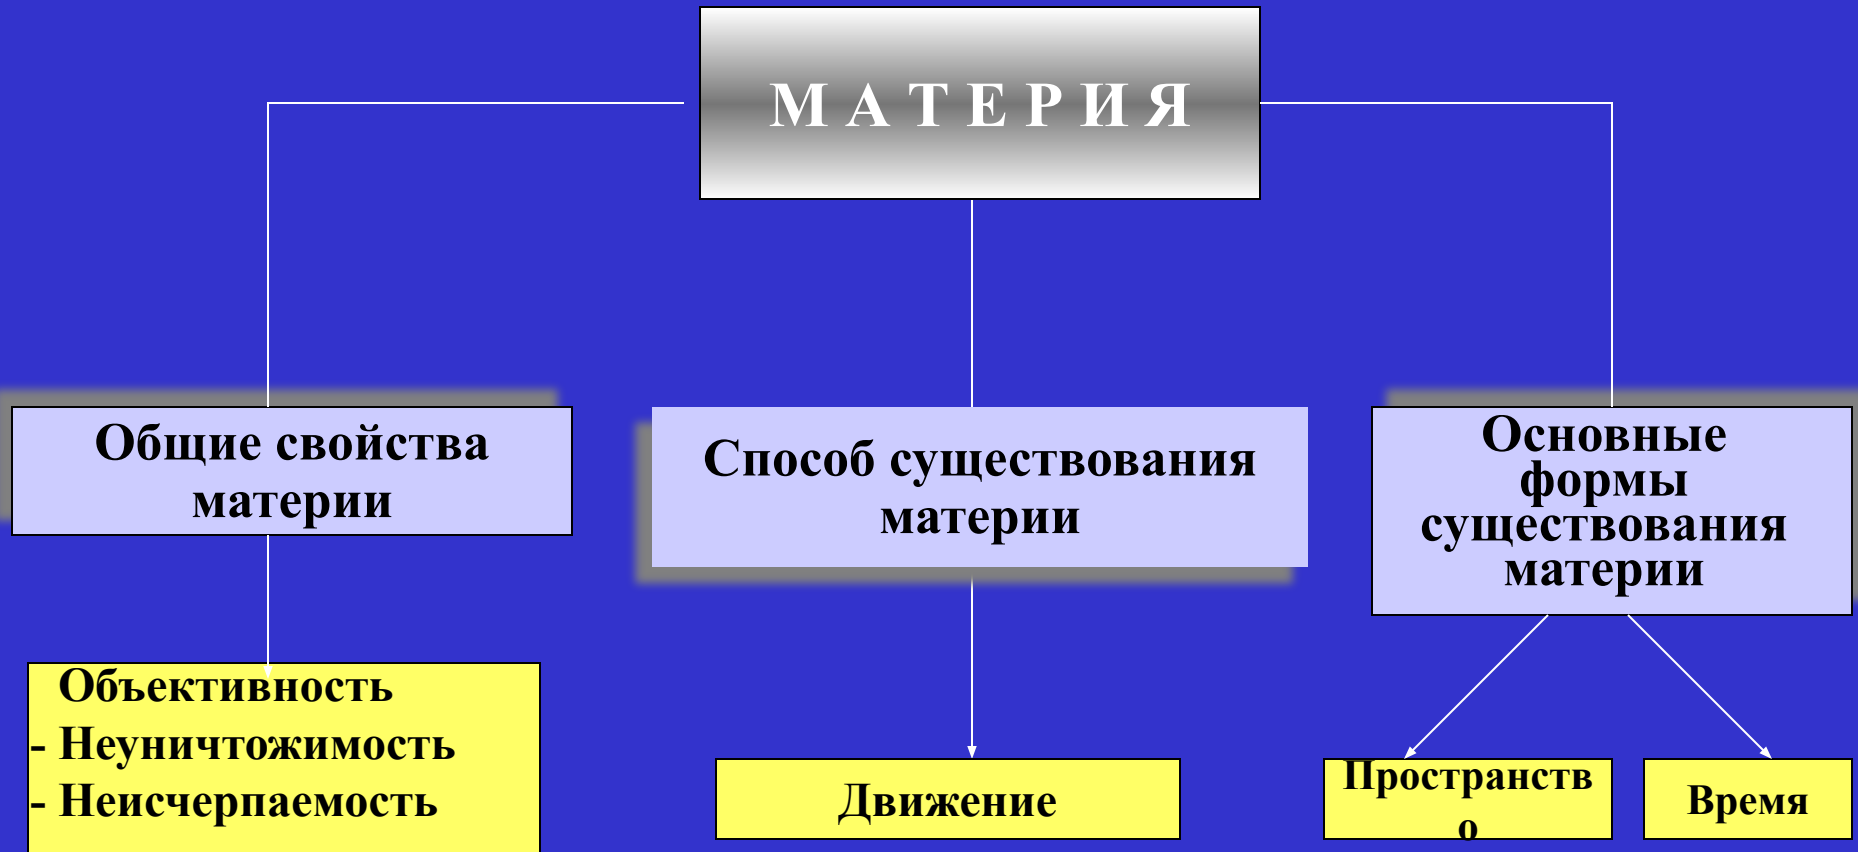 МАТЕРИЯ
Общие свойства
материи
Способ существования
материи
Основные
формы
существования
материи
Объективность
- Неуничтожимость
- Неисчерпаемость
Движение
Пространств
о
Время